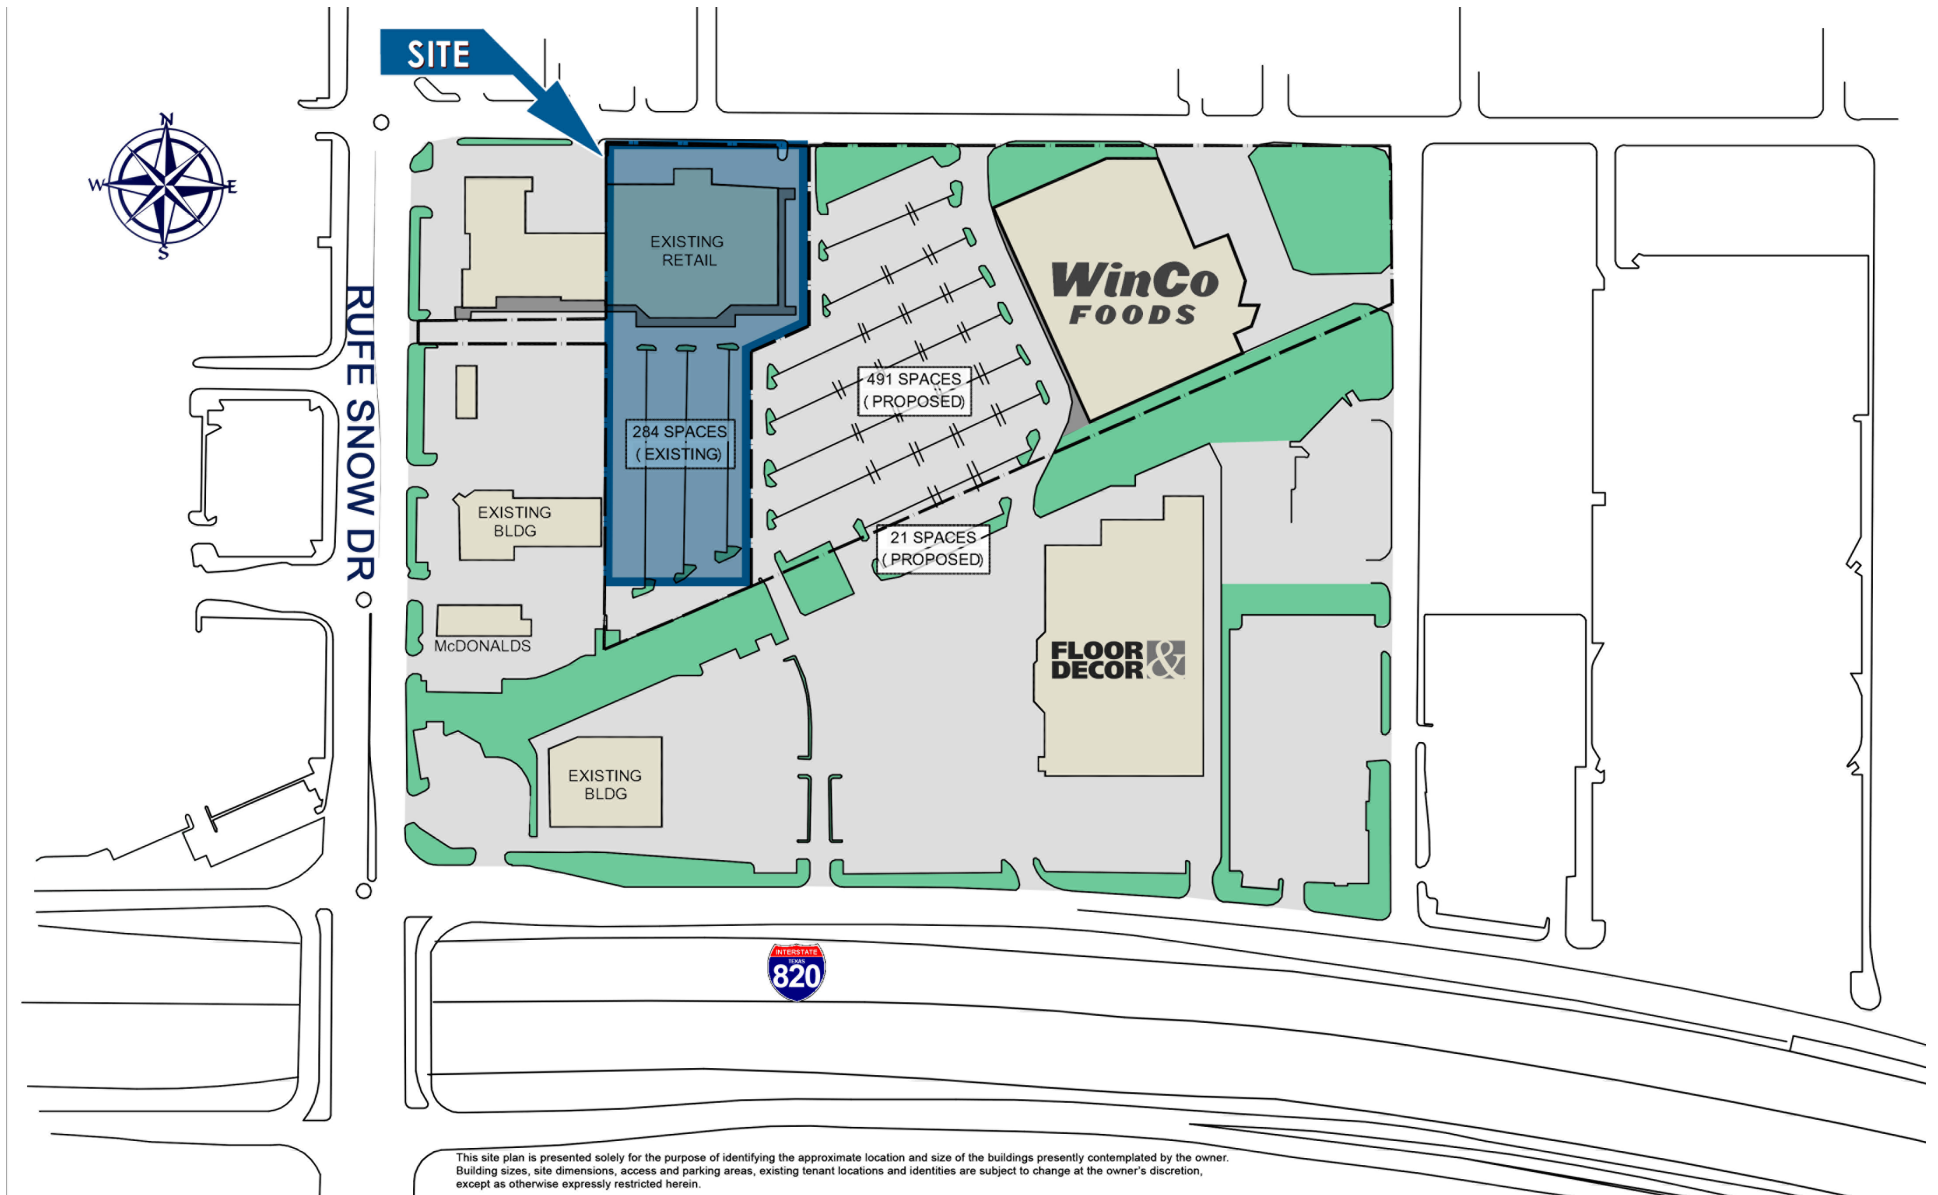 SITE
N
W
E
S
RUFE SNOW DR
EXISTING
RETAIL
WinCo
FOODS
491 SPACES
( PROPOSED)
284 SPACES
( EXISTING)
EXISTING
BLDG
21 SPACES
( PROPOSED)
McDONALDS
FLOOR &
DECOR
EXISTING
BLDG
INTERSTATE
TEXAS
820
This site plan is presented solely for the purpose of identifying the approximate location and size of the buildings presently contemplated by the owner.
Building sizes, site dimensions, access and parking areas, existing tenant locations and identities are subject to change at the owner's discretion,
except as otherwise expressly restricted herein.